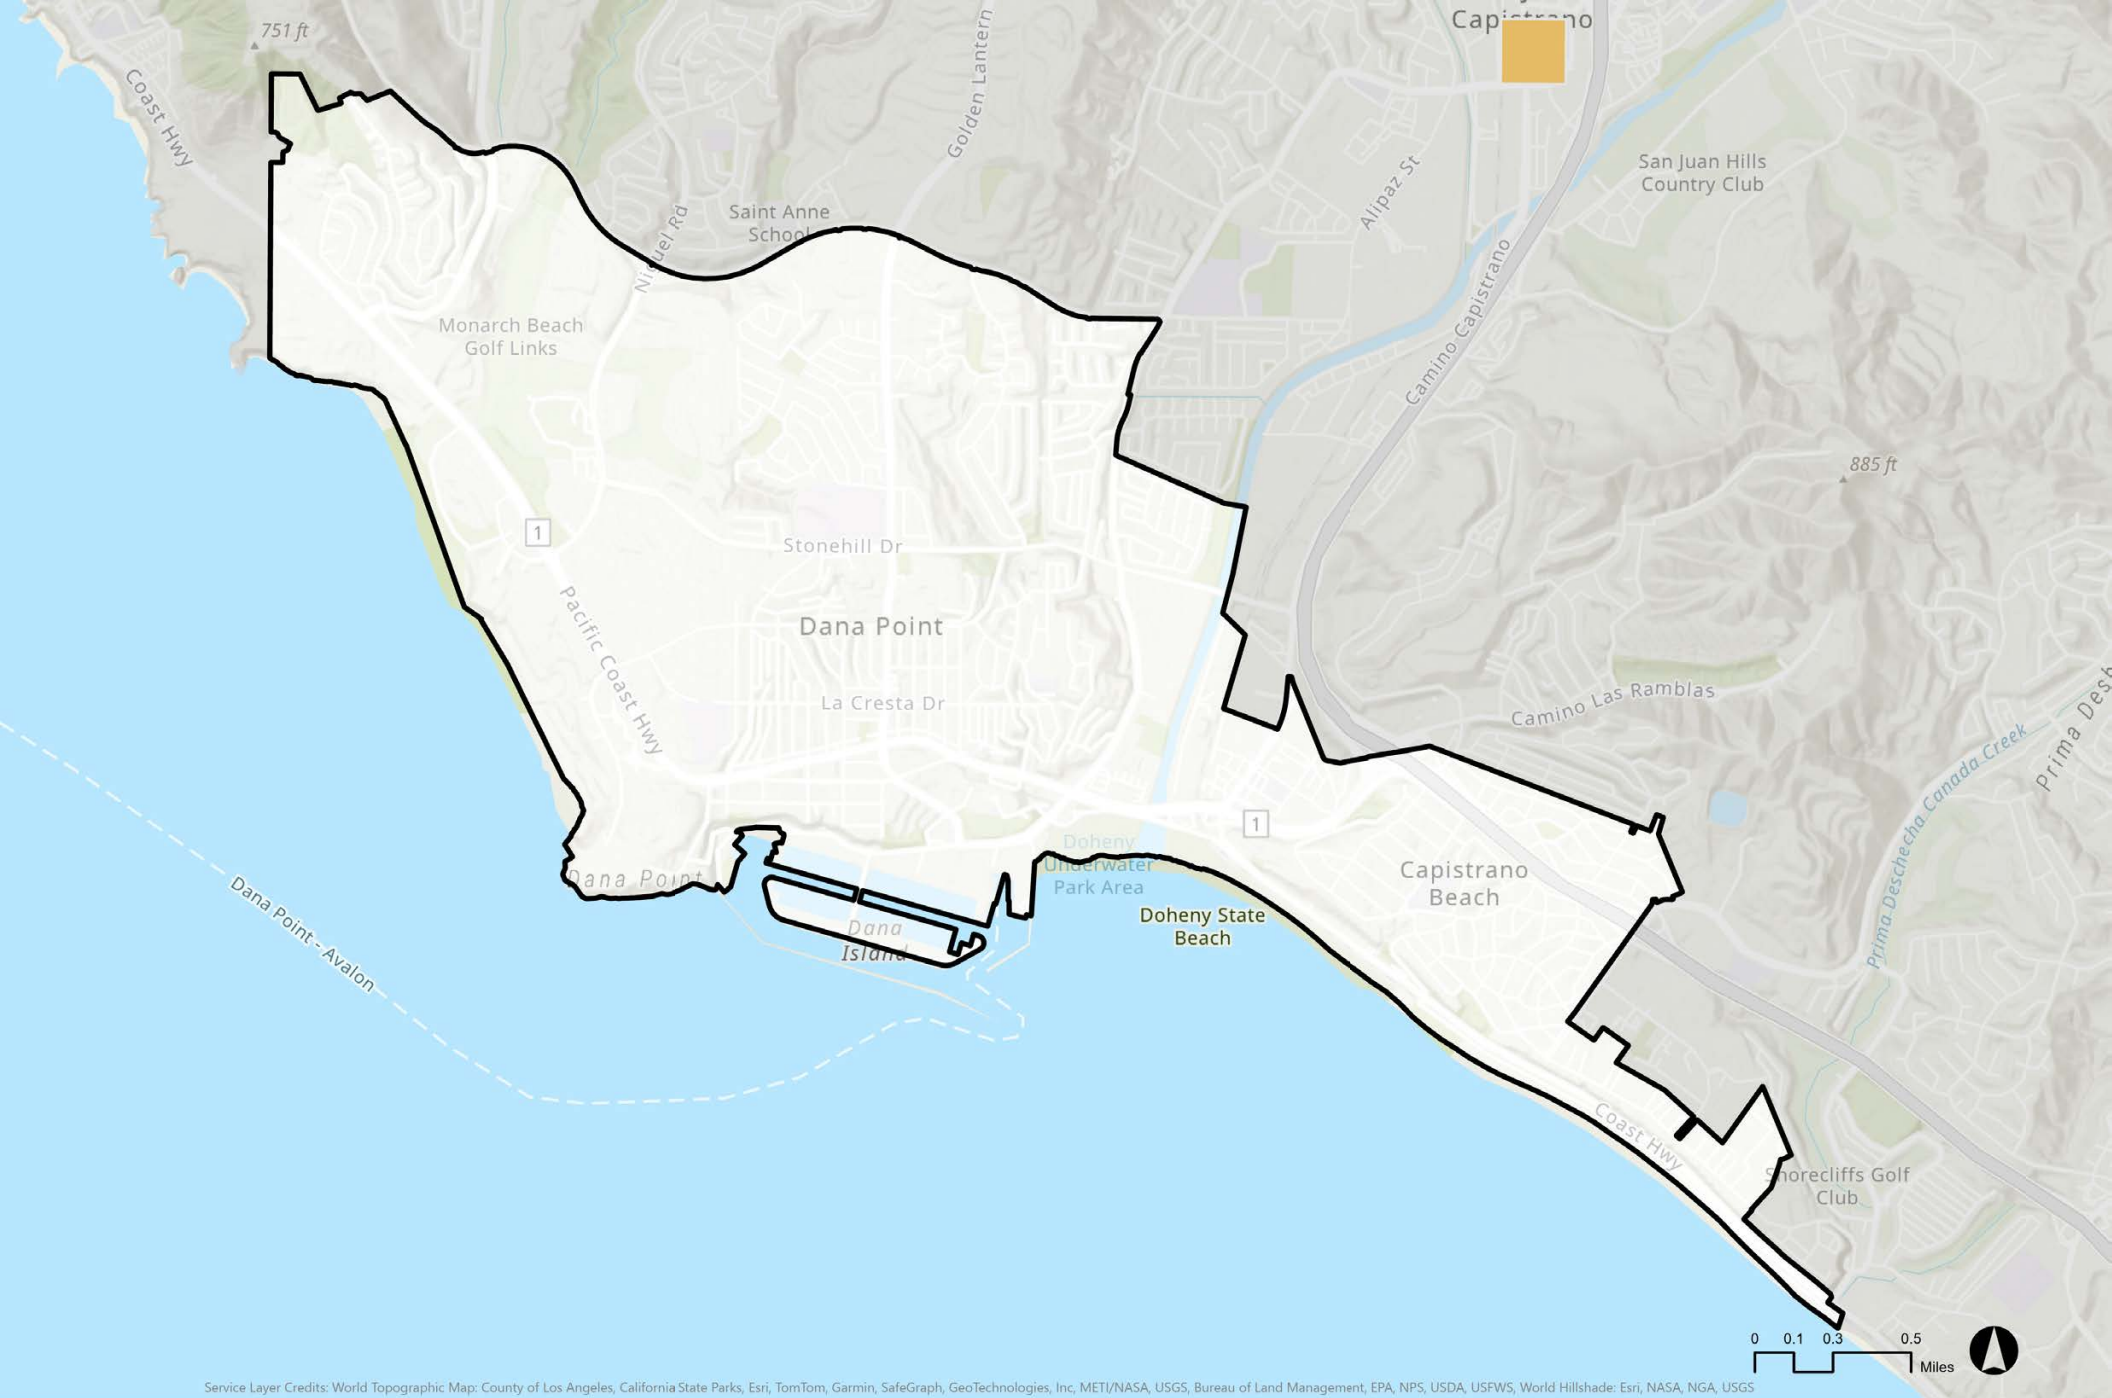 Capistrano
751 ft
Coast Hwy
Golden Lantern
San Juan Hills
Country Club
Alipaz St
Saint Anne
School
Niguel Rd
Camino Capistrano
Monarch Beach
Golf Links
885 ft
1
Stonehill Dr
Pacific Coast Hwy
Dana Point
La Cresta Dr
Camino Las Ramblas
Prima Desh
Prima Deschecha Canada Creek
1
Doheny
Underwater
Park Area
Capistrano
Beach
Dana Point
Dana Point - Avalon
Dana
Island
Doheny State
Beach
Coast Hwy
Shorecliffs Golf
Club
0 0.1 0.3 0.5
Miles
Service Layer Credits: World Topographic Map: County of Los Angeles, California State Parks, Esri, TomTom, Garmin, SafeGraph, GeoTechnologies, Inc, METI/NASA, USGS, Bureau of Land Management, EPA, NPS, USDA, USFWS, World Hillshade: Esri, NASA, NGA, USGS